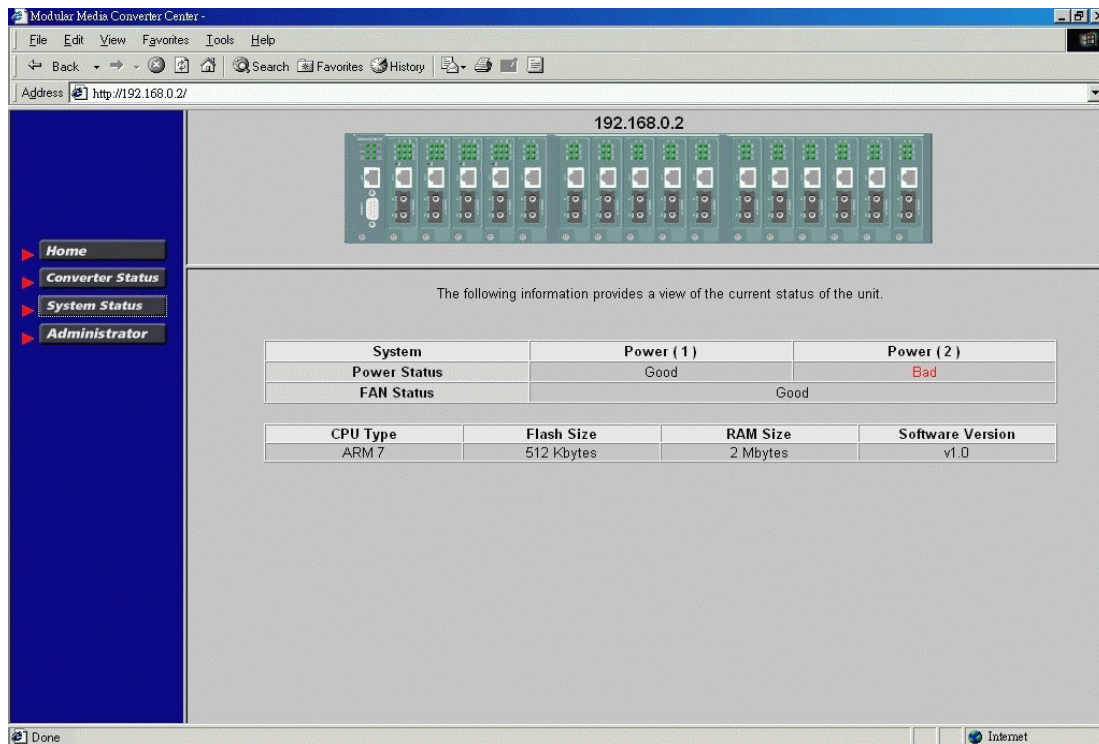 Modular Media Converter Center -
File Edit View Favorites Tools Help
Back Search Favorites History
Address http://192.168.0.2/
192.168.0.2
Home
Converter Status
System Status
Administrator
The following information provides a view of the current status of the unit.
System Power ( 1 ) Power ( 2 )
Power Status Good Bad
FAN Status Good
CPU Type Flash Size RAM Size Software Version
ARM 7 512 Kbytes 2 Mbytes v1.0
Done Internet